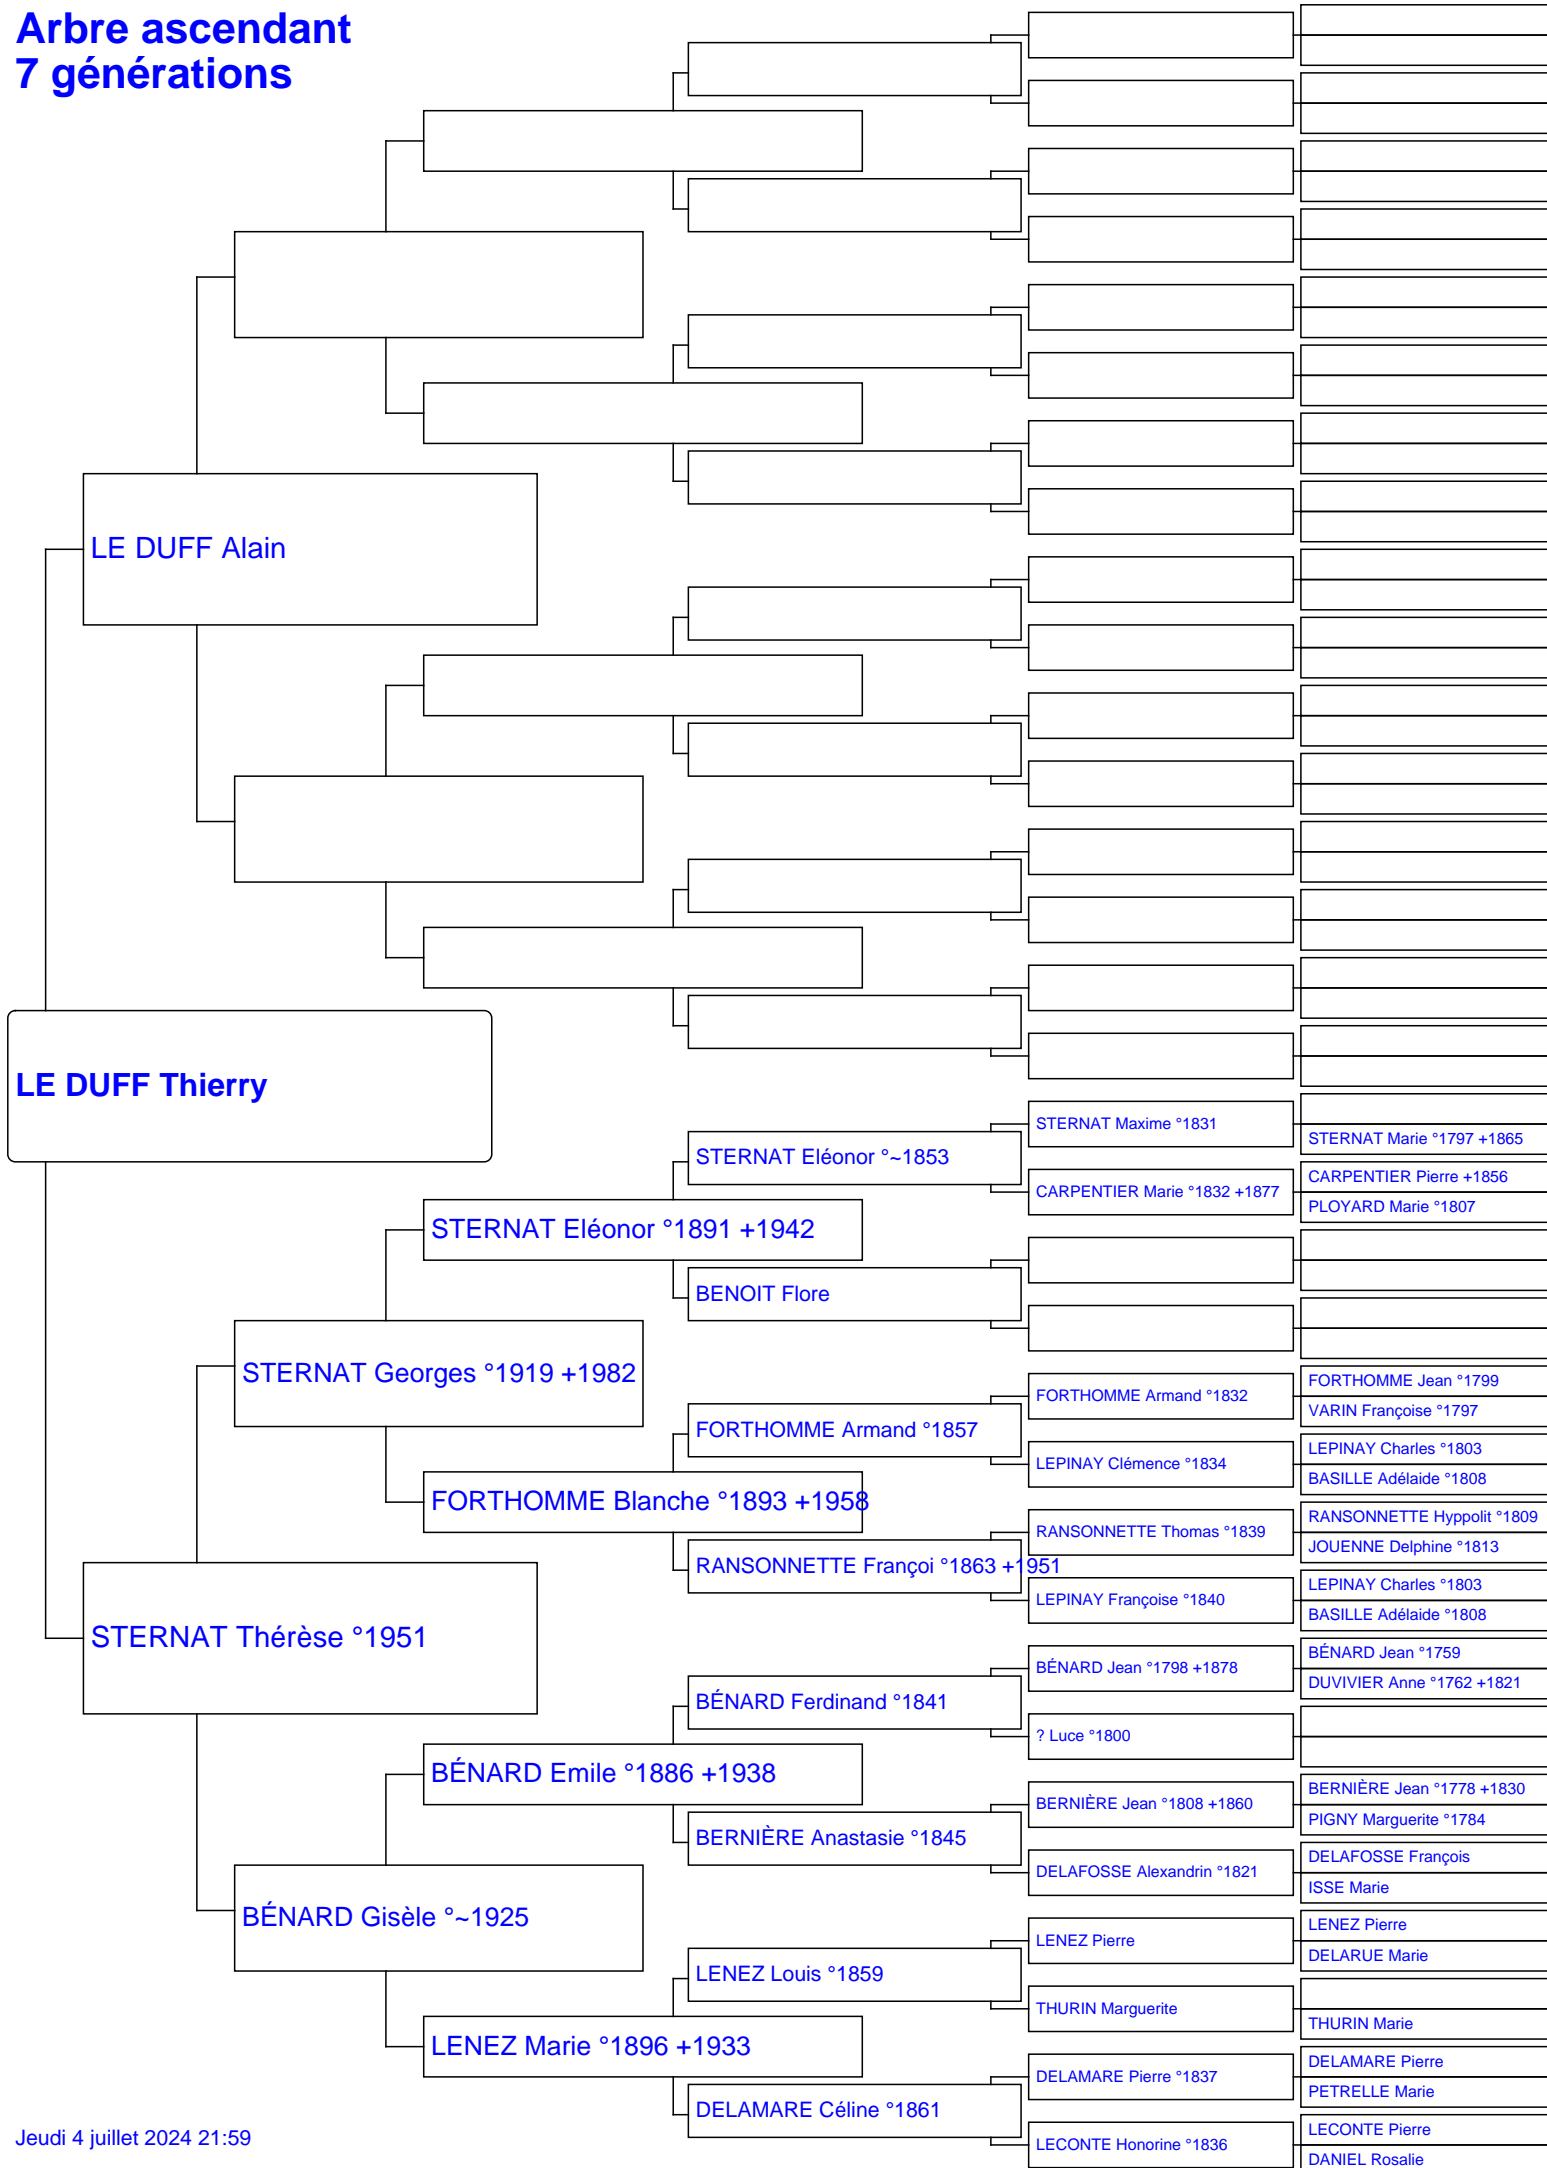 Arbre ascendant
7 générations
LE DUFF Alain
LE DUFF Thierry
STERNAT Maxime °1831
STERNAT Marie °1797 +1865
STERNAT Eléonor °~1853
CARPENTIER Pierre +1856
CARPENTIER Marie °1832 +1877
PLOYARD Marie °1807
STERNAT Eléonor °1891 +1942
BENOIT Flore
STERNAT Georges °1919 +1982
FORTHOMME Jean °1799
FORTHOMME Armand °1832
VARIN Françoise °1797
FORTHOMME Armand °1857
LEPINAY Charles °1803
LEPINAY Clémence °1834
BASILLE Adélaide °1808
FORTHOMME Blanche °1893 +1958
RANSONNETTE Hyppolit °1809
RANSONNETTE Thomas °1839
JOUENNE Delphine °1813
RANSONNETTE Françoi °1863 +1951
LEPINAY Charles °1803
LEPINAY Françoise °1840
BASILLE Adélaide °1808
STERNAT Thérèse °1951
BÉNARD Jean °1759
BÉNARD Jean °1798 +1878
DUVIVIER Anne °1762 +1821
BÉNARD Ferdinand °1841
? Luce °1800
BÉNARD Emile °1886 +1938
BERNIÈRE Jean °1778 +1830
BERNIÈRE Jean °1808 +1860
PIGNY Marguerite °1784
BERNIÈRE Anastasie °1845
DELAFOSSE François
DELAFOSSE Alexandrin °1821
ISSE Marie
BÉNARD Gisèle °~1925
LENEZ Pierre
LENEZ Pierre
DELARUE Marie
LENEZ Louis °1859
THURIN Marguerite
THURIN Marie
LENEZ Marie °1896 +1933
DELAMARE Pierre
DELAMARE Pierre °1837
PETRELLE Marie
DELAMARE Céline °1861
LECONTE Pierre
LECONTE Honorine °1836
DANIEL Rosalie
Jeudi 4 juillet 2024 21:59